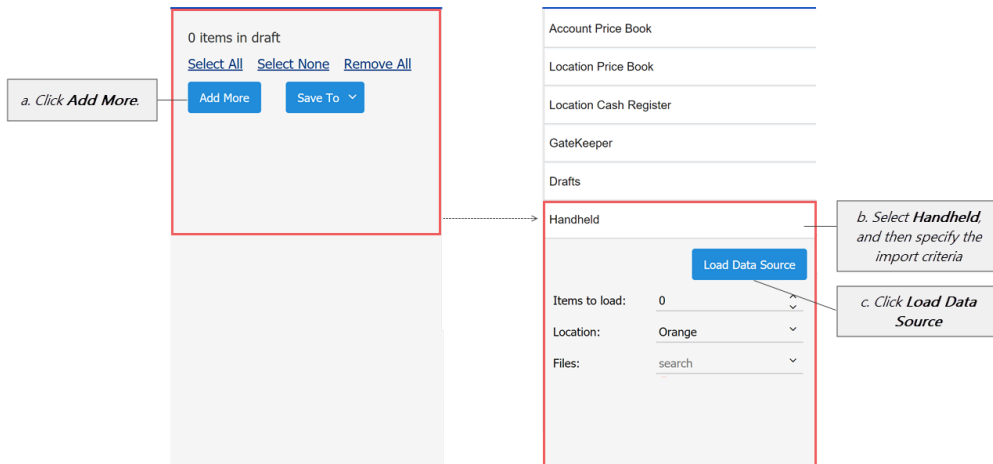 0 items in draft
Select All Select None Remove All
Add More Save To
a. Click Add More.
Account Price Book
Location Price Book
Location Cash Register
GateKeeper
Drafts
Handheld
b. Select Handheld,
and then specify the
import criteria
Load Data Source
c. Click Load Data
Source
Items to load: 0
Location: Orange
Files: search